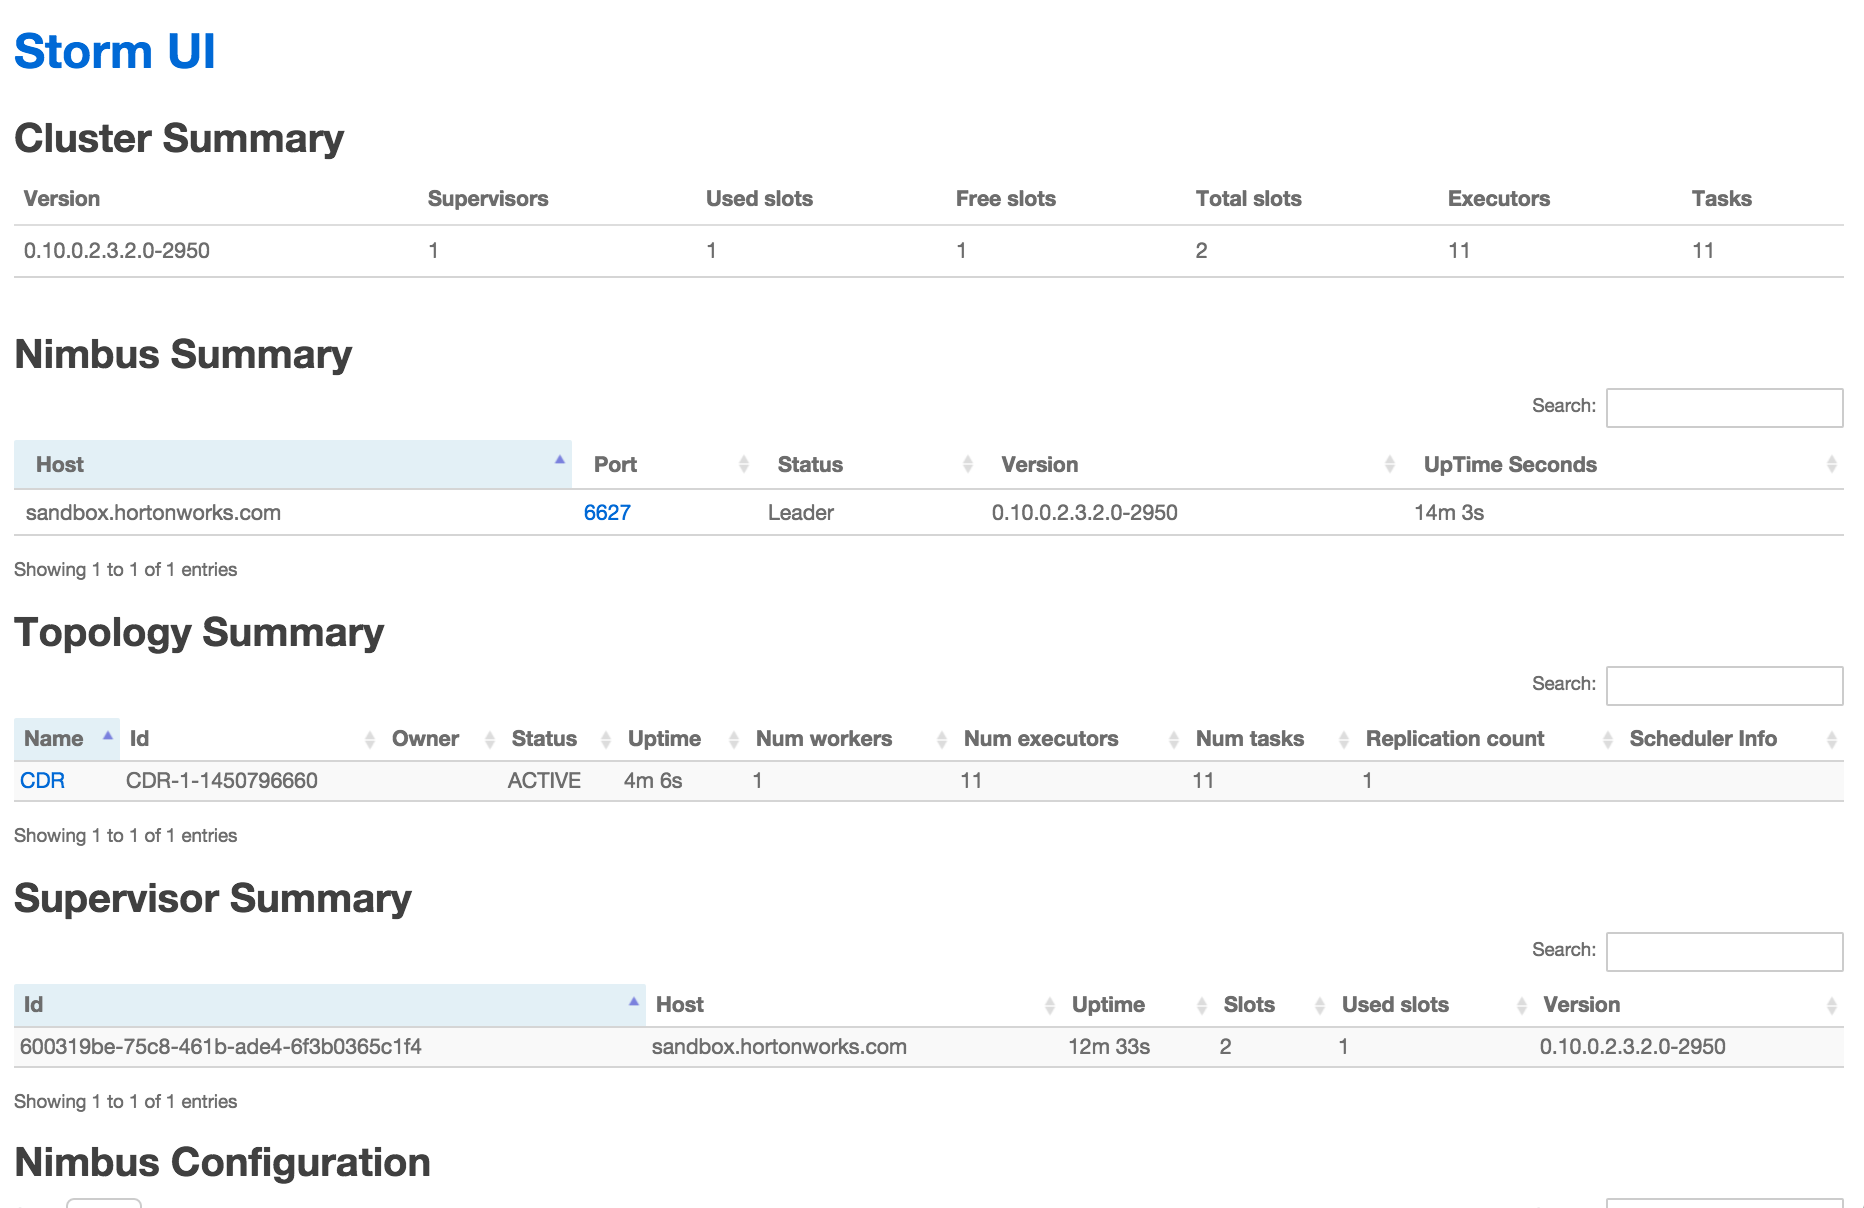 Storm UI
Cluster Summary
Version Supervisors Used slots Free slots Total slots Executors Tasks
0.10.0.2.3.2.0-2950 1 1 1 2 11 11
Nimbus Summary
Search:
Host Port Status Version UpTime Seconds
sandbox.hortonworks.com 6627 Leader 0.10.0.2.3.2.0-2950 14m 3s
Showing 1 to 1 of 1 entries
Topology Summary
Search:
Name Id Owner Status Uptime Num workers Num executors Num tasks Replication count Scheduler Info
CDR CDR-1-1450796660 ACTIVE 4m 6s 1 11 11 1
Showing 1 to 1 of 1 entries
Supervisor Summary
Search:
Id Host Uptime Slots Used slots Version
600319be-75c8-461b-ade4-6f3b0365c1f4 sandbox.hortonworks.com 12m 33s 2 1 0.10.0.2.3.2.0-2950
Showing 1 to 1 of 1 entries
Nimbus Configuration